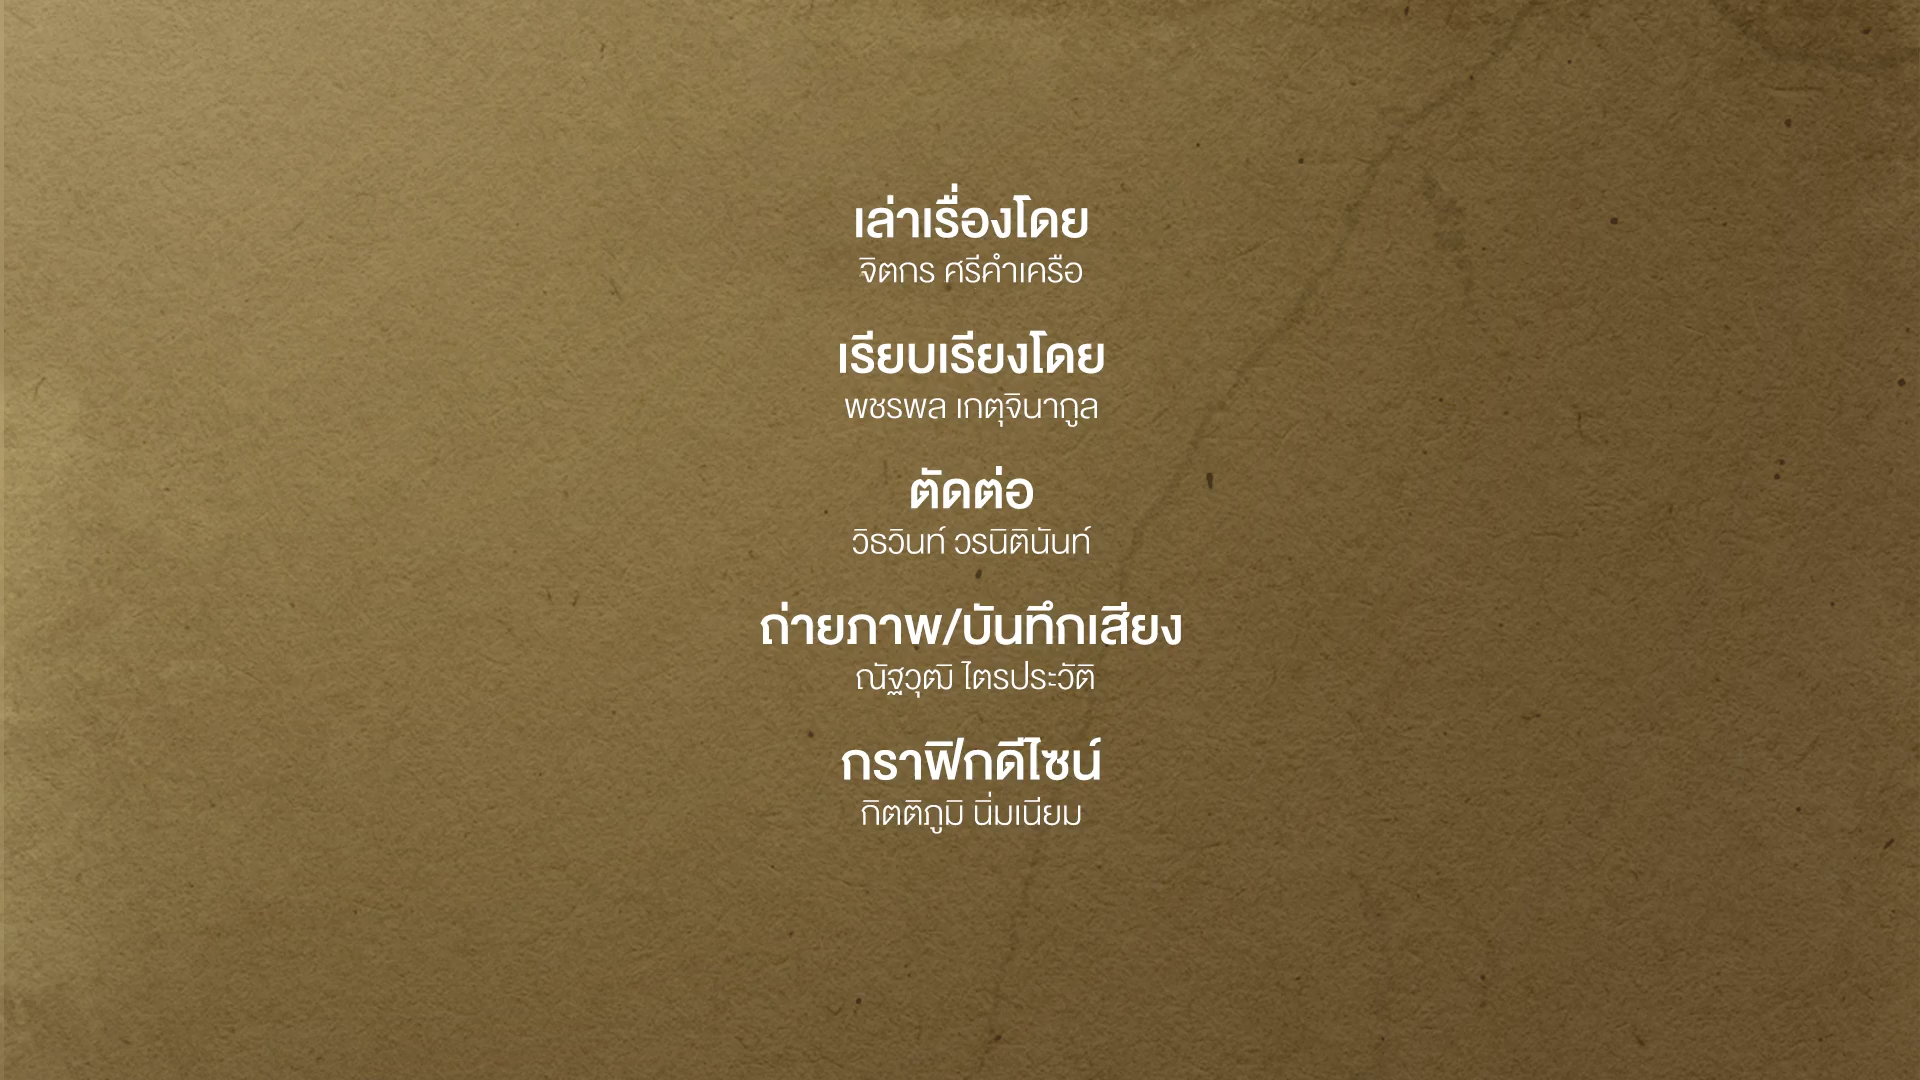 เล่าเรื่องโดย
จิตกร ศรีคำเครือ
เรียบเรียงโดย
พชรพล เกตุจินากูล
ตัดต่อ
วิธวินท์ วรนิตินันท์
ถ่ายภาพ/บันทึกเสียง
ณัฐวุฒิ ไตรประวัติ
กราฟิกดีไซน์
กิตติภูมิ นิ่มเนียม